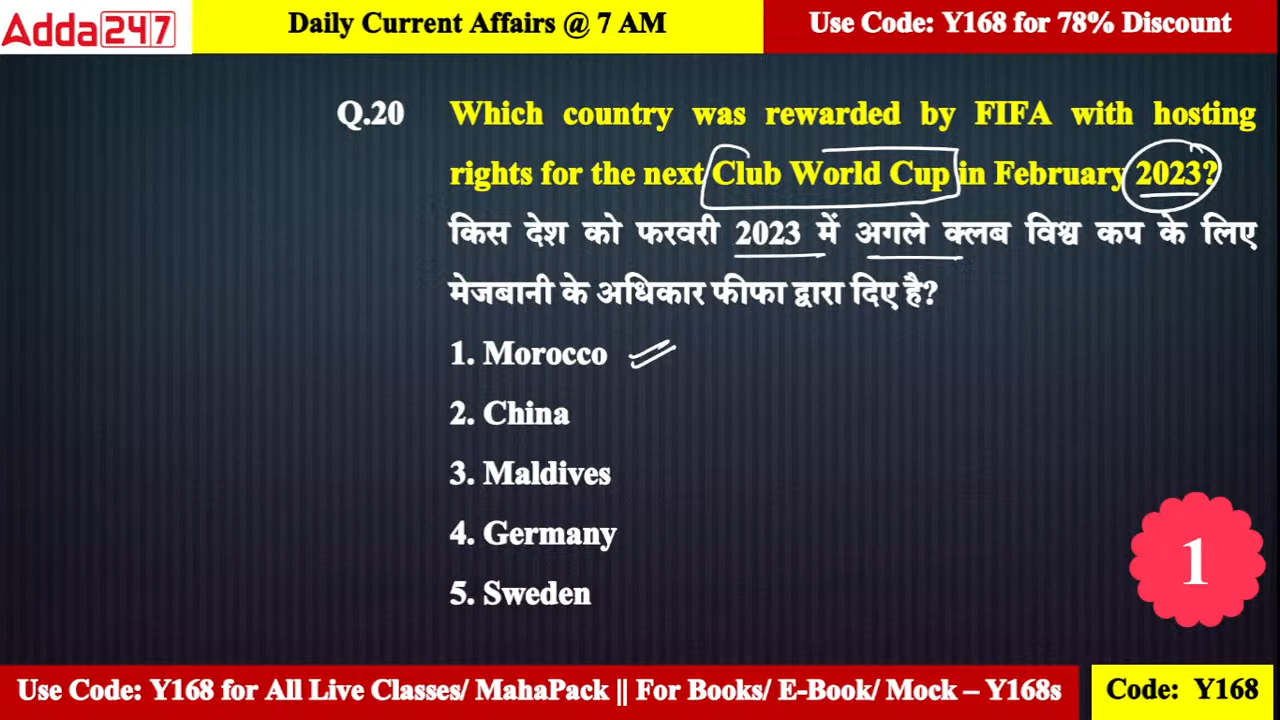 Adda247
Daily Current Affairs @ 7 AM
Use Code: Y168 for 78% Discount
Q.20 Which country was rewarded by FIFA with hosting
rights for the next Club World Cup in February 2023?
किस देश को फरवरी 2023 में अगले क्लब विश्व कप के लिए
मेजबानी के अधिकार फीफा द्वारा दिए है?
1. Morocco
2. China
3. Maldives
4. Germany
5. Sweden
1
Use Code: Y168 for All Live Classes/ MahaPack || For Books/ E-Book/ Mock – Y168s
Code: Y168